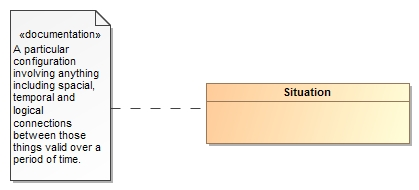 «documentation»
A particular
configuration
involving anything
including spacial,
temporal and
logical
connections
between those
things valid over a
period of time.
Situation